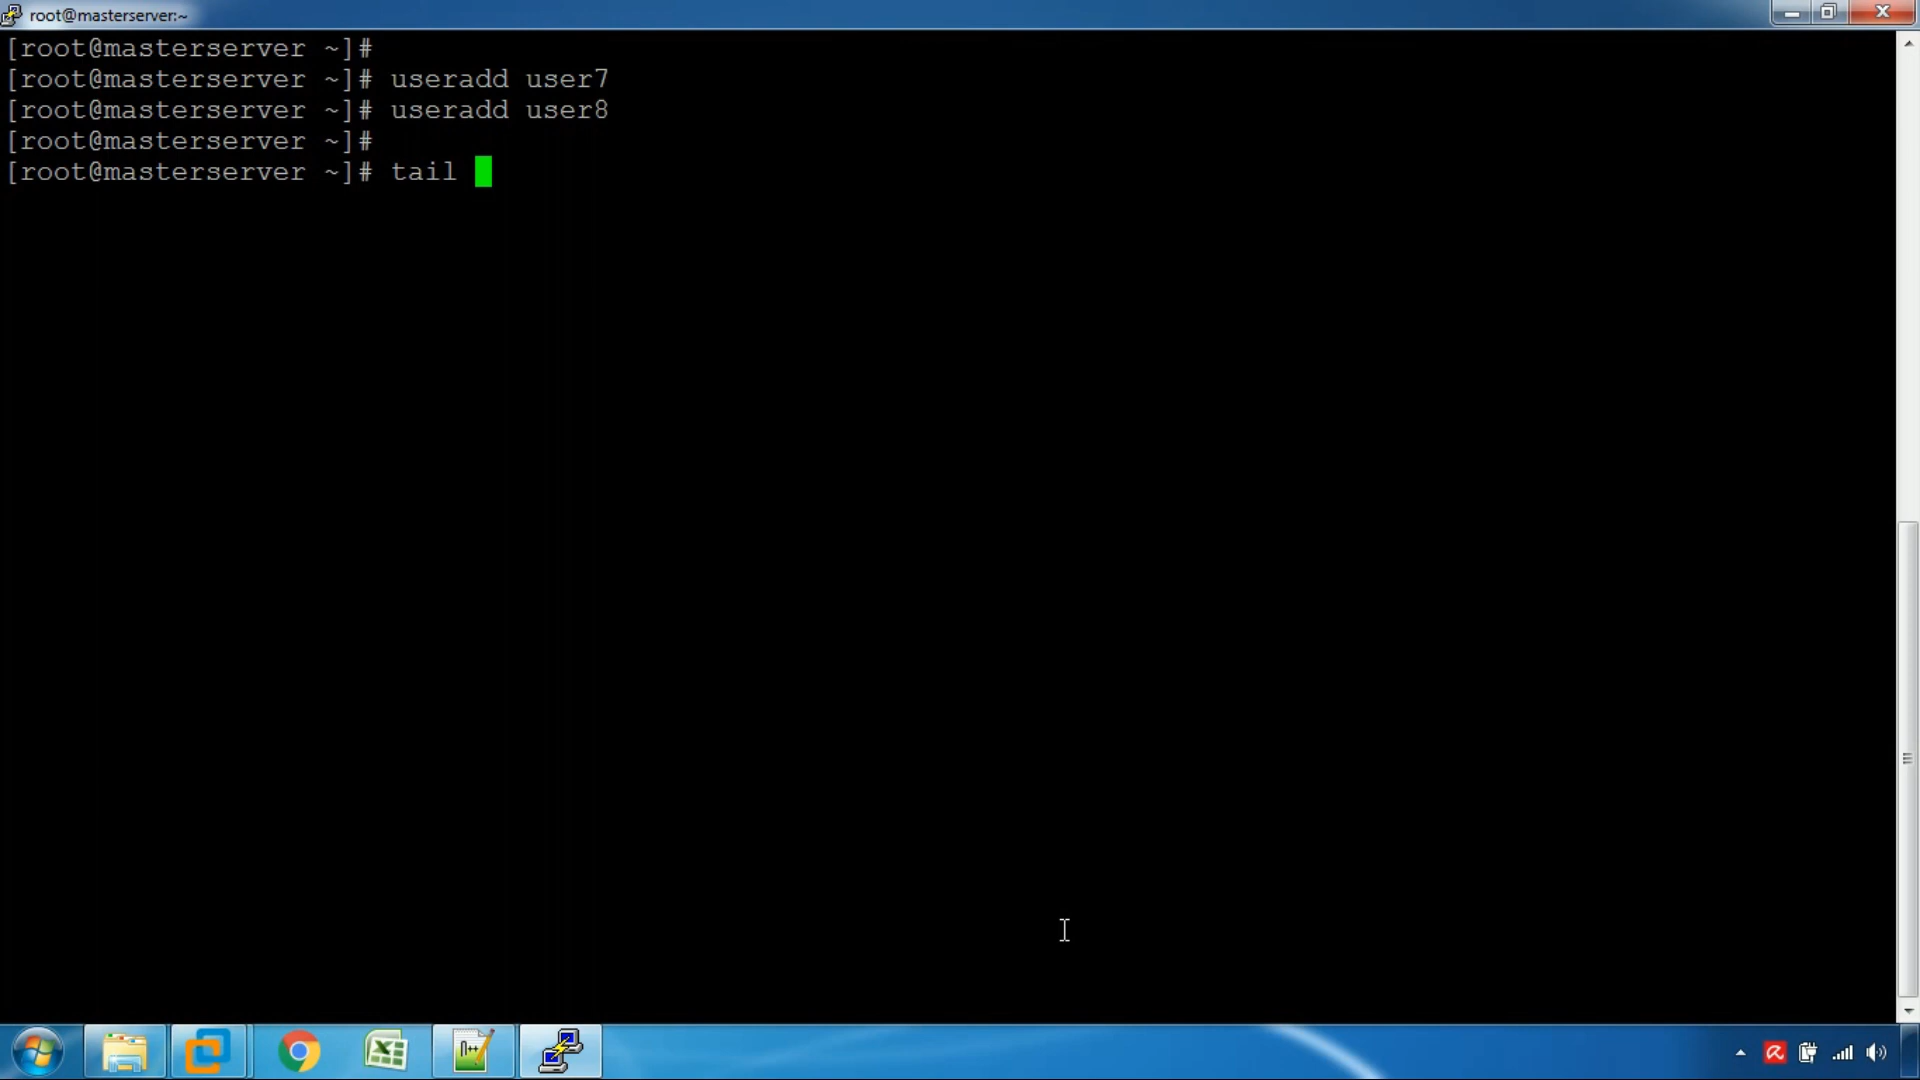 root@masterserver:~
[root@masterserver ~]#
[root@masterserver ~]# useradd user7
[root@masterserver ~]# useradd user8
[root@masterserver ~]#
[root@masterserver ~]# tail